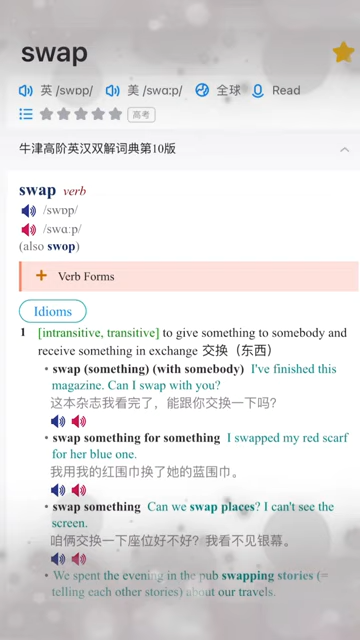 swap
英 /swɒp/ 美 /swɑːp/ 全球 Read
高考
牛津高阶英汉双解词典第10版
swap verb
/swɒp/
/swɑːp/
(also swop)
+ Verb Forms
Idioms
1 [intransitive, transitive] to give something to somebody and
receive something in exchange 交换（东西）
• swap (something) (with somebody) I've finished this
magazine. Can I swap with you?
这本杂志我看完了，能跟你交换一下吗？
• swap something for something I swapped my red scarf
for her blue one.
我用我的红围巾换了她的蓝围巾。
• swap something Can we swap places? I can't see the
screen.
咱俩交换一下座位好不好？我看不见银幕。
• We spent the evening in the pub swapping stories (=
telling each other stories) about our travels.